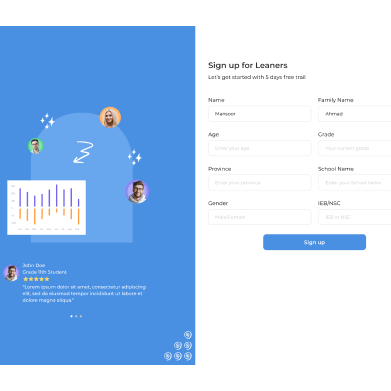 Sign up for Leaners
Let's get started with 5 days free trail
Name
Family Name
Mansoor
Ahmad
Age
Grade
Enter your age
Your current grade
Province
School Name
Enter your province
Enter your School name
Gender
IEB/NSC
Male/Female
IEB or NSC
Sign up
John Doe
Grade 11th Student
"Lorem ipsum dolor sit amet, consectetur adipiscing
elit, sed do eiusmod tempor incididunt ut labore et
dolore magna aliqua."